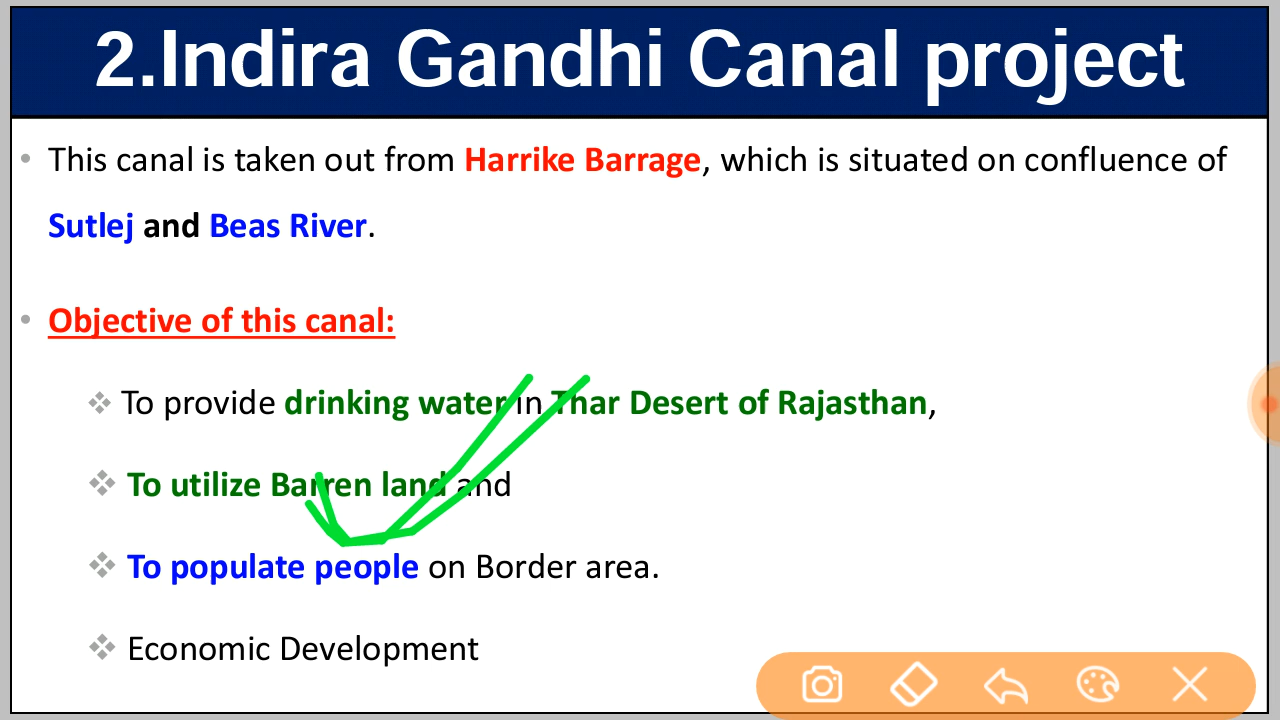 2.Indira Gandhi Canal project
• This canal is taken out from Harrike Barrage, which is situated on confluence of
Sutlej and Beas River.
• Objective of this canal:
❖ To provide drinking water in Thar Desert of Rajasthan,
❖ To utilize Barren land and
❖ To populate people on Border area.
❖ Economic Development